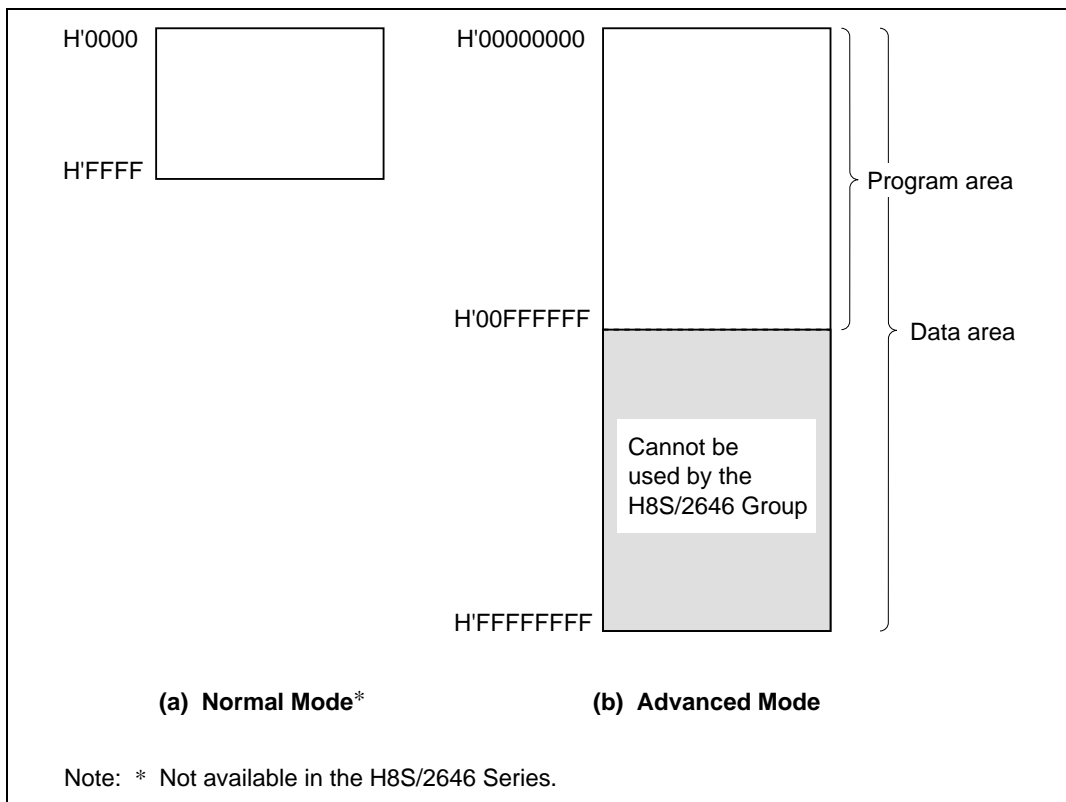 H'0000
H'FFFF
H'00000000
H'00FFFFFF
H'FFFFFFFF
Program area
Data area
Cannot be
used by the
H8S/2646 Group
(a) Normal Mode*
(b) Advanced Mode
Note: * Not available in the H8S/2646 Series.